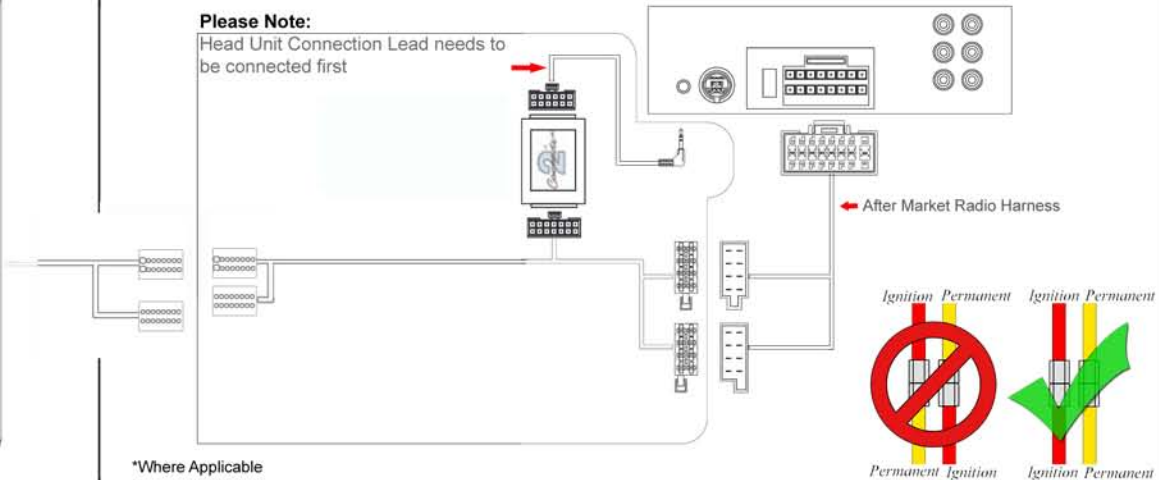 Please Note:
Head Unit Connection Lead needs to
be connected first
After Market Radio Harness
Ignition Permanent Ignition Permanent
Permanent Ignition Ignition Permanent
*Where Applicable